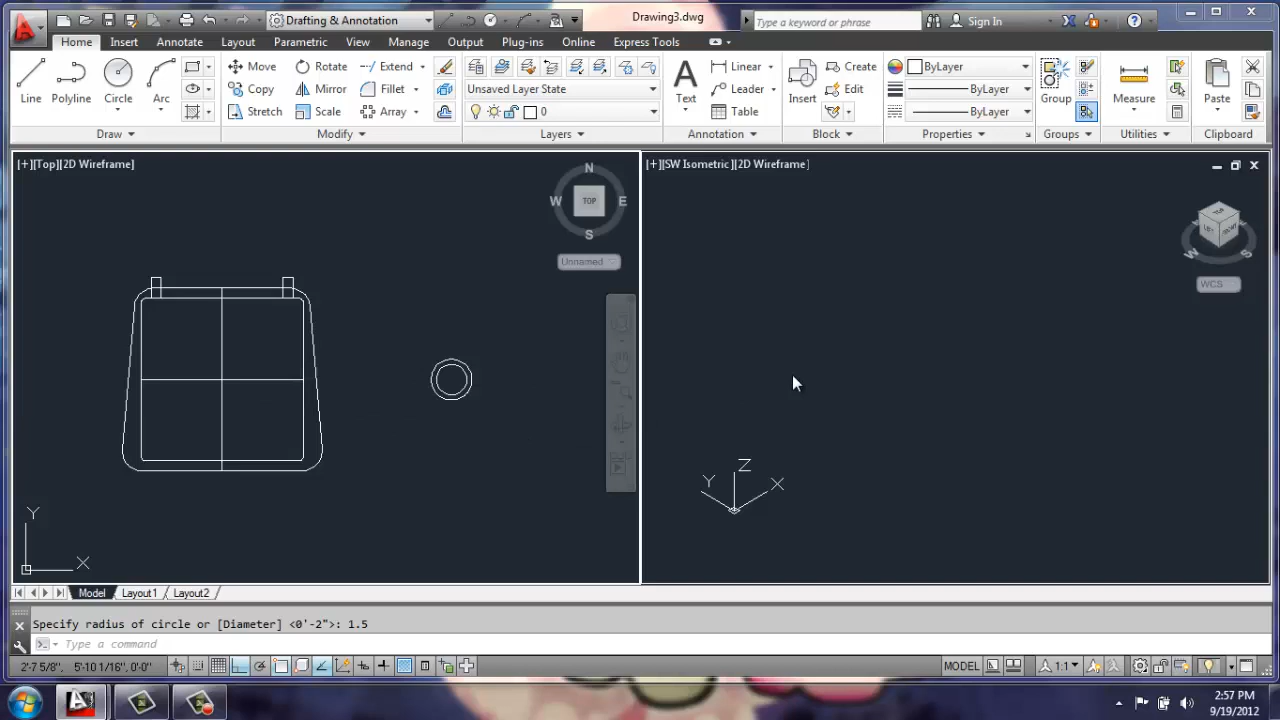 Drafting & Annotation
Drawing3.dwg
Type a keyword or phrase
Sign In
Home Insert Annotate Layout Parametric View Manage Output Plug-ins Online Express Tools
Line Polyline Circle Arc
Move Rotate Extend
Copy Mirror Fillet
Stretch Scale Array
Unsaved Layer State
0
Text
Linear
Leader
Table
Insert
Create
Edit
ByLayer
ByLayer
ByLayer
Group
Measure
Paste
Draw Modify Layers Annotation Block Properties Groups Utilities Clipboard
[+][Top][2D Wireframe]
N
W TOP E
S
Unnamed
Y
X
[+][SW Isometric][2D Wireframe]
TOP
LEFT RIGHT
W S
WCS
Z
Y X
Model Layout1 Layout2
Specify radius of circle or [Diameter] <0'-2">: 1.5
Type a command
2'-7 5/8", 5'-10 1/16", 0'-0"
MODEL
1:1
2:57 PM
9/19/2012